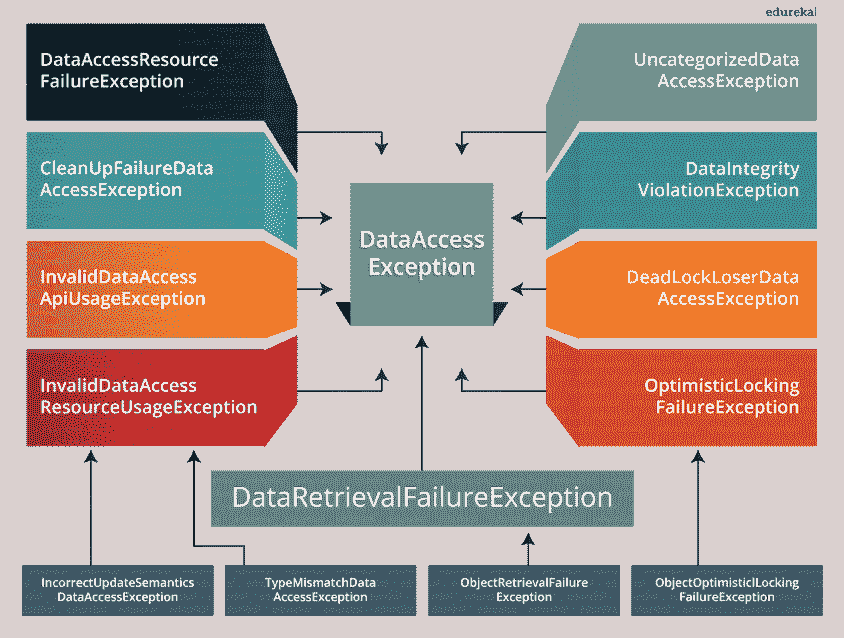 edureka!
DataAccessResource
FailureException
UncategorizedData
AccessException
CleanUpFailureData
AccessException
DataIntegrity
ViolationException
DataAccess
Exception
InvalidDataAccess
ApiUsageException
DeadLockLoserData
AccessException
InvalidDataAccess
ResourceUsageException
OptimisticLocking
FailureException
DataRetrievalFailureException
IncorrectUpdateSemantics
DataAccessException
TypeMismatchData
AccessException
ObjectRetrievalFailure
Exception
ObjectOptimisticlLocking
FailureException